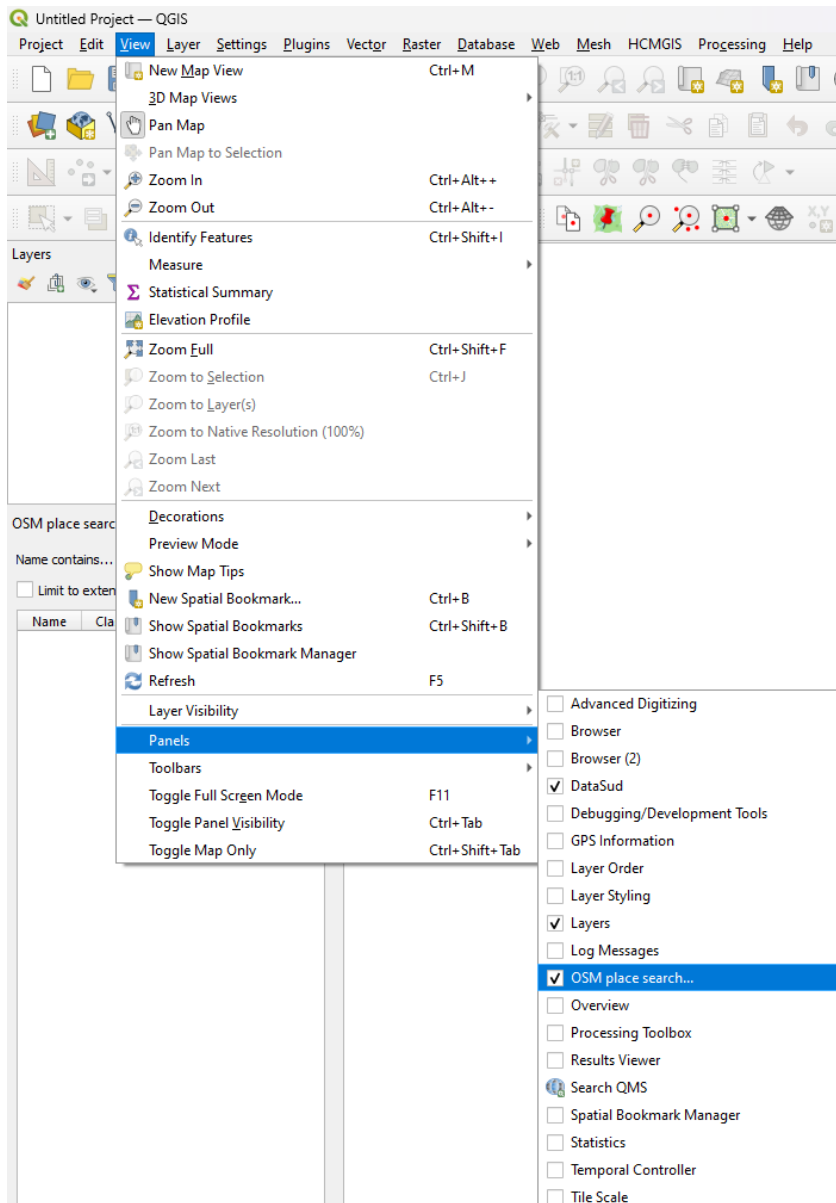 Untitled Project — QGIS
Project Edit View Layer Settings Plugins Vector Raster Database Web Mesh HCMGIS Processing Help
New Map View Ctrl+M
3D Map Views
Pan Map
Pan Map to Selection
Zoom In Ctrl+Alt++
Zoom Out Ctrl+Alt+-
Identify Features Ctrl+Shift+I
Measure
Statistical Summary
Elevation Profile
Zoom Full Ctrl+Shift+F
Zoom to Selection Ctrl+J
Zoom to Layer(s)
Zoom to Native Resolution (100%)
Zoom Last
Zoom Next
Decorations
Preview Mode
Show Map Tips
New Spatial Bookmark... Ctrl+B
Show Spatial Bookmarks Ctrl+Shift+B
Show Spatial Bookmark Manager
Refresh F5
Layer Visibility
Panels
Toolbars
Toggle Full Screen Mode F11
Toggle Panel Visibility Ctrl+Tab
Toggle Map Only Ctrl+Shift+Tab
1:1
X,Y
Layers
OSM place searc
Name contains...
Limit to exten
Name Cla
Advanced Digitizing
Browser
Browser (2)
DataSud
Debugging/Development Tools
GPS Information
Layer Order
Layer Styling
Layers
Log Messages
OSM place search...
Overview
Processing Toolbox
Results Viewer
Search QMS
Spatial Bookmark Manager
Statistics
Temporal Controller
Tile Scale